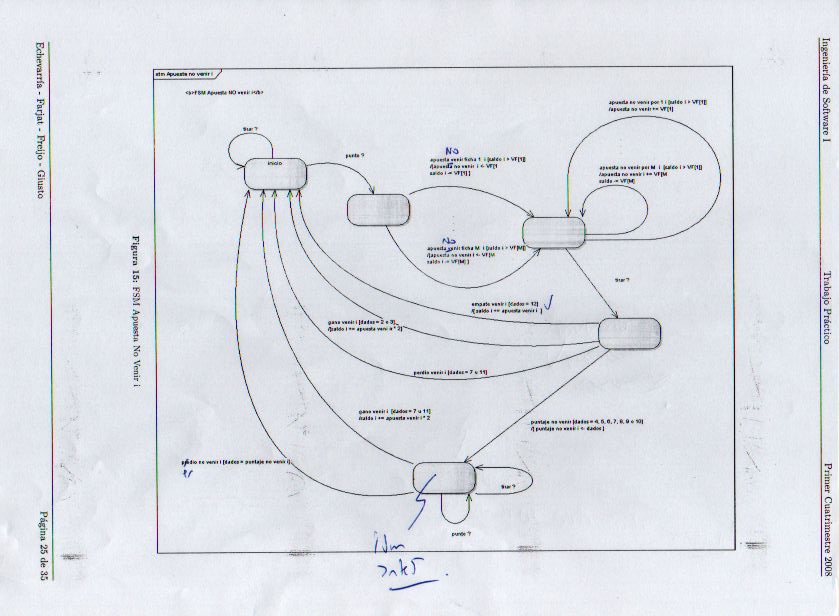 Ingeniería de Software I
Trabajo Práctico
Primer Cuatrimestre 2008
stm Apuesta no venir i
<b>FSM Apuesta NO venir i</b>
tirar ?
inicio
punto ?
NO
apuesta venir ficha 1 i [saldo i > VF[1]]
/[apuesta no venir i <- VF[1
saldo i -= VF[1] ]
apuesta no venir por 1 i [saldo i > VF[1]]
/apuesta no venir += VF[1]
apuesta no venir por M i [saldo i > VF[1]]
/apuesta no venir i += VF[M
saldo -= VF[M]
NO
apuesta venir ficha M i [saldo i > VF[M]]
/[apuesta no venir i <- VF[M
saldo i -= VF[M] ]
tirar ?
empate venir i [dados = 12]
/[ saldo i += apuesta venir i ]
gano venir i [dados = 2 o 3]
/[saldo i += apuesta veni o * 2]
perdio venir i [dados = 7 u 11]
gano venir i [dados = 7 u 11]
/saldo i += apuesta venir i * 2
puntaje no venir [dados = 4, 5, 6, 7, 8, 9 o 10]
/[ puntaje no venir i <- dados ]
perdio no venir i [dados = puntaje no venir i]
tirar ?
punto ?
Figura 15: FSM Apuesta No Venir i
Echevarría - Farjat - Freijo - Giusto
Página 25 de 35